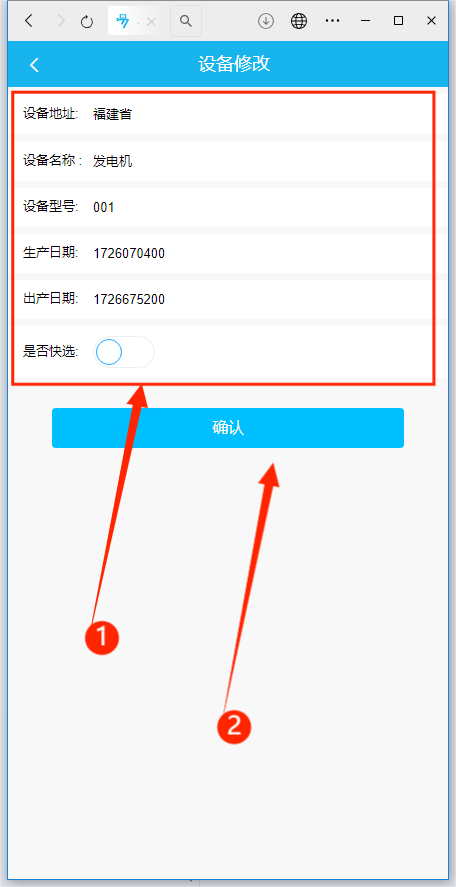 设备修改
设备地址: 福建省
设备名称 : 发电机
设备型号: 001
生产日期: 1726070400
出产日期: 1726675200
是否快选:
确认
1
2